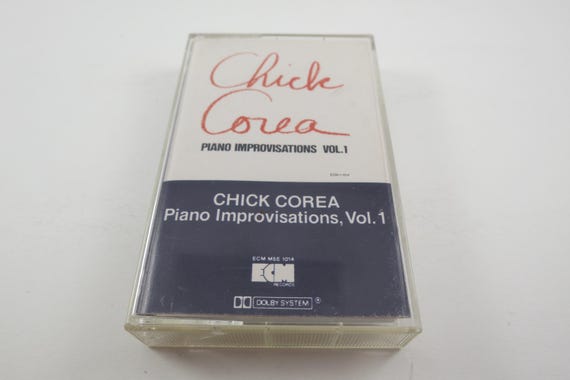 Chick
Corea
PIANO IMPROVISATIONS VOL.1
CHICK COREA
Piano Improvisations, Vol. 1
ECM M5E 1014
ECM
RECORDS
DOLBY SYSTEM ®